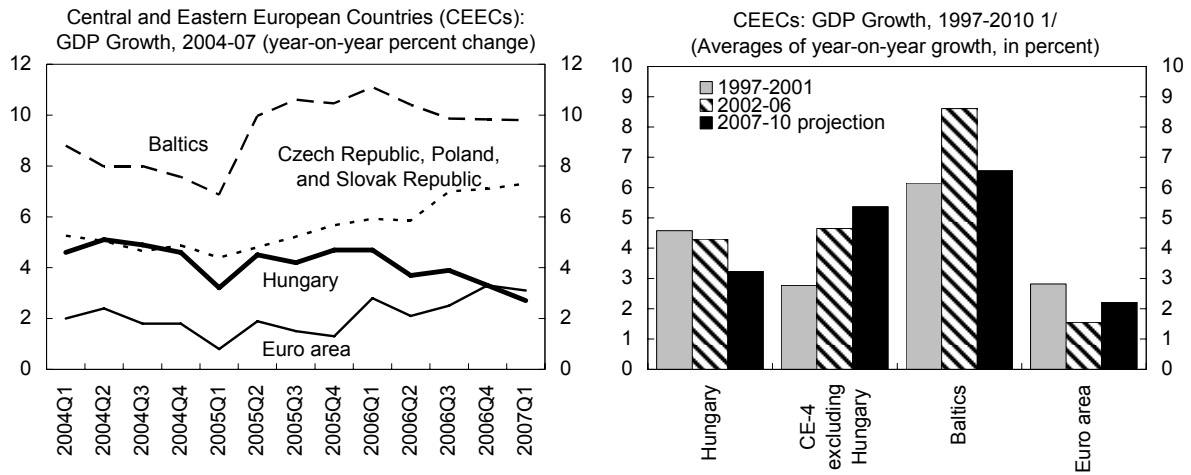 Central and Eastern European Countries (CEECs):
GDP Growth, 2004-07 (year-on-year percent change)
12
10
8
6
4
2
0
12
10
8
6
4
2
0
Baltics
Czech Republic, Poland,
and Slovak Republic
Hungary
Euro area
2004Q1
2004Q2
2004Q3
2004Q4
2005Q1
2005Q2
2005Q3
2005Q4
2006Q1
2006Q2
2006Q3
2006Q4
2007Q1
CEECs: GDP Growth, 1997-2010 1/
(Averages of year-on-year growth, in percent)
10
9
8
7
6
5
4
3
2
1
0
10
9
8
7
6
5
4
3
2
1
0
1997-2001
2002-06
2007-10 projection
Hungary
CE-4
excluding
Hungary
Baltics
Euro area